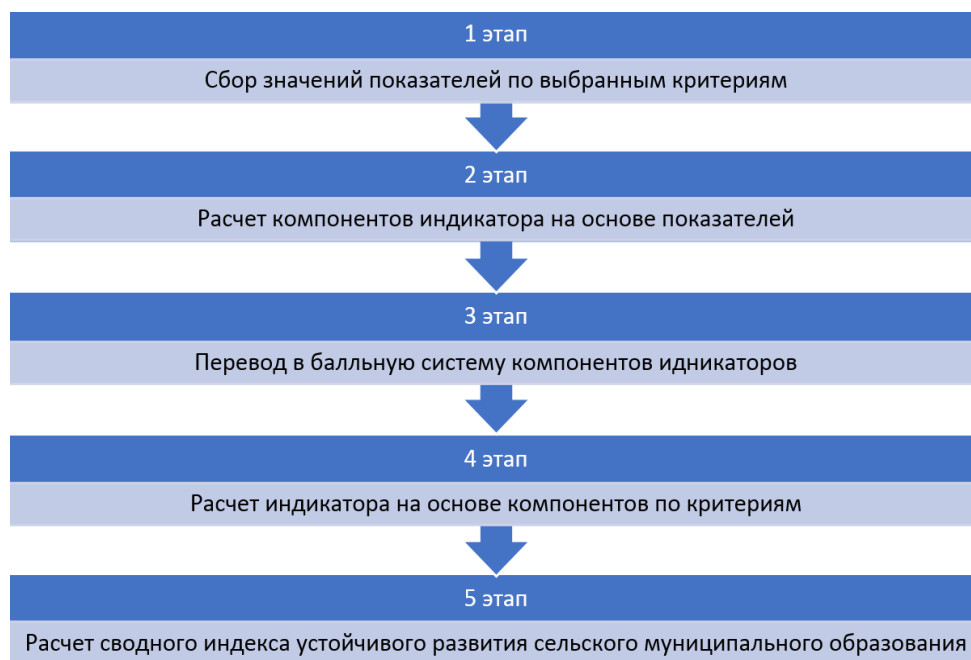 1 этап
Сбор значений показателей по выбранным критериям
2 этап
Расчет компонентов индикатора на основе показателей
3 этап
Перевод в балльную систему компонентов идникаторов
4 этап
Расчет индикатора на основе компонентов по критериям
5 этап
Расчет сводного индекса устойчивого развития сельского муниципального образования